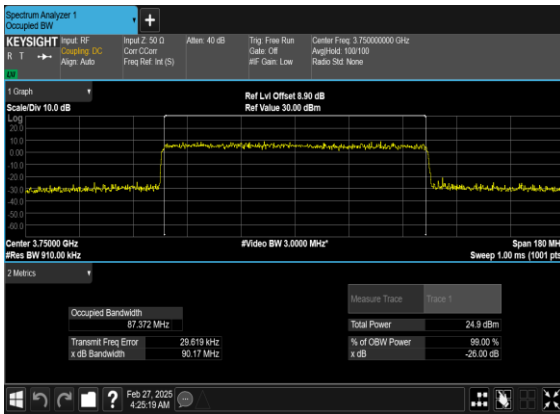 Spectrum Analyzer 1
Occupied BW
KEYSIGHT
R T
Input: RF
Coupling: DC
Align: Auto
Input Z: 50 Ω
Corr CCorr
Freq Ref: Int (S)
Atten: 40 dB
Trig: Free Run
Gate: Off
#IF Gain: Low
Center Freq: 3.750000000 GHz
Avg|Hold: 100/100
Radio Std: None
1 Graph
Scale/Div 10.0 dB
Ref Lvl Offset 8.90 dB
Ref Value 30.00 dBm
Log
20.0
10.0
0.00
-10.0
-20.0
-30.0
-40.0
-50.0
-60.0
Center 3.75000 GHz
#Res BW 910.00 kHz
#Video BW 3.0000 MHz*
Span 180 MH
Sweep 1.00 ms (1001 pts
2 Metrics
Measure Trace
Trace 1
Occupied Bandwidth
87.372 MHz
Total Power
24.9 dBm
Transmit Freq Error
29.619 kHz
% of OBW Power
99.00 %
x dB Bandwidth
90.17 MHz
x dB
-26.00 dB
Feb 27, 2025
4:25:19 AM